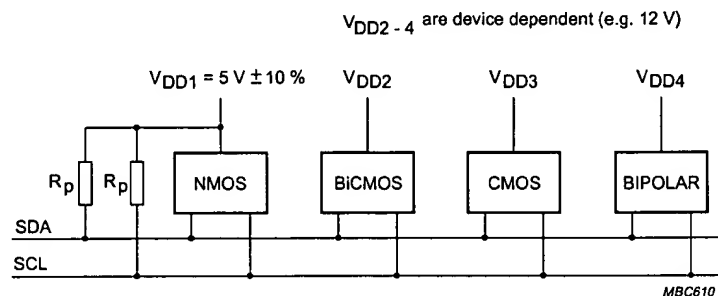 VDD2 - 4 are device dependent (e.g. 12 V)
VDD1 = 5 V ± 10 % VDD2 VDD3 VDD4
Rp Rp NMOS BiCMOS CMOS BIPOLAR
SDA
SCL
MBC610